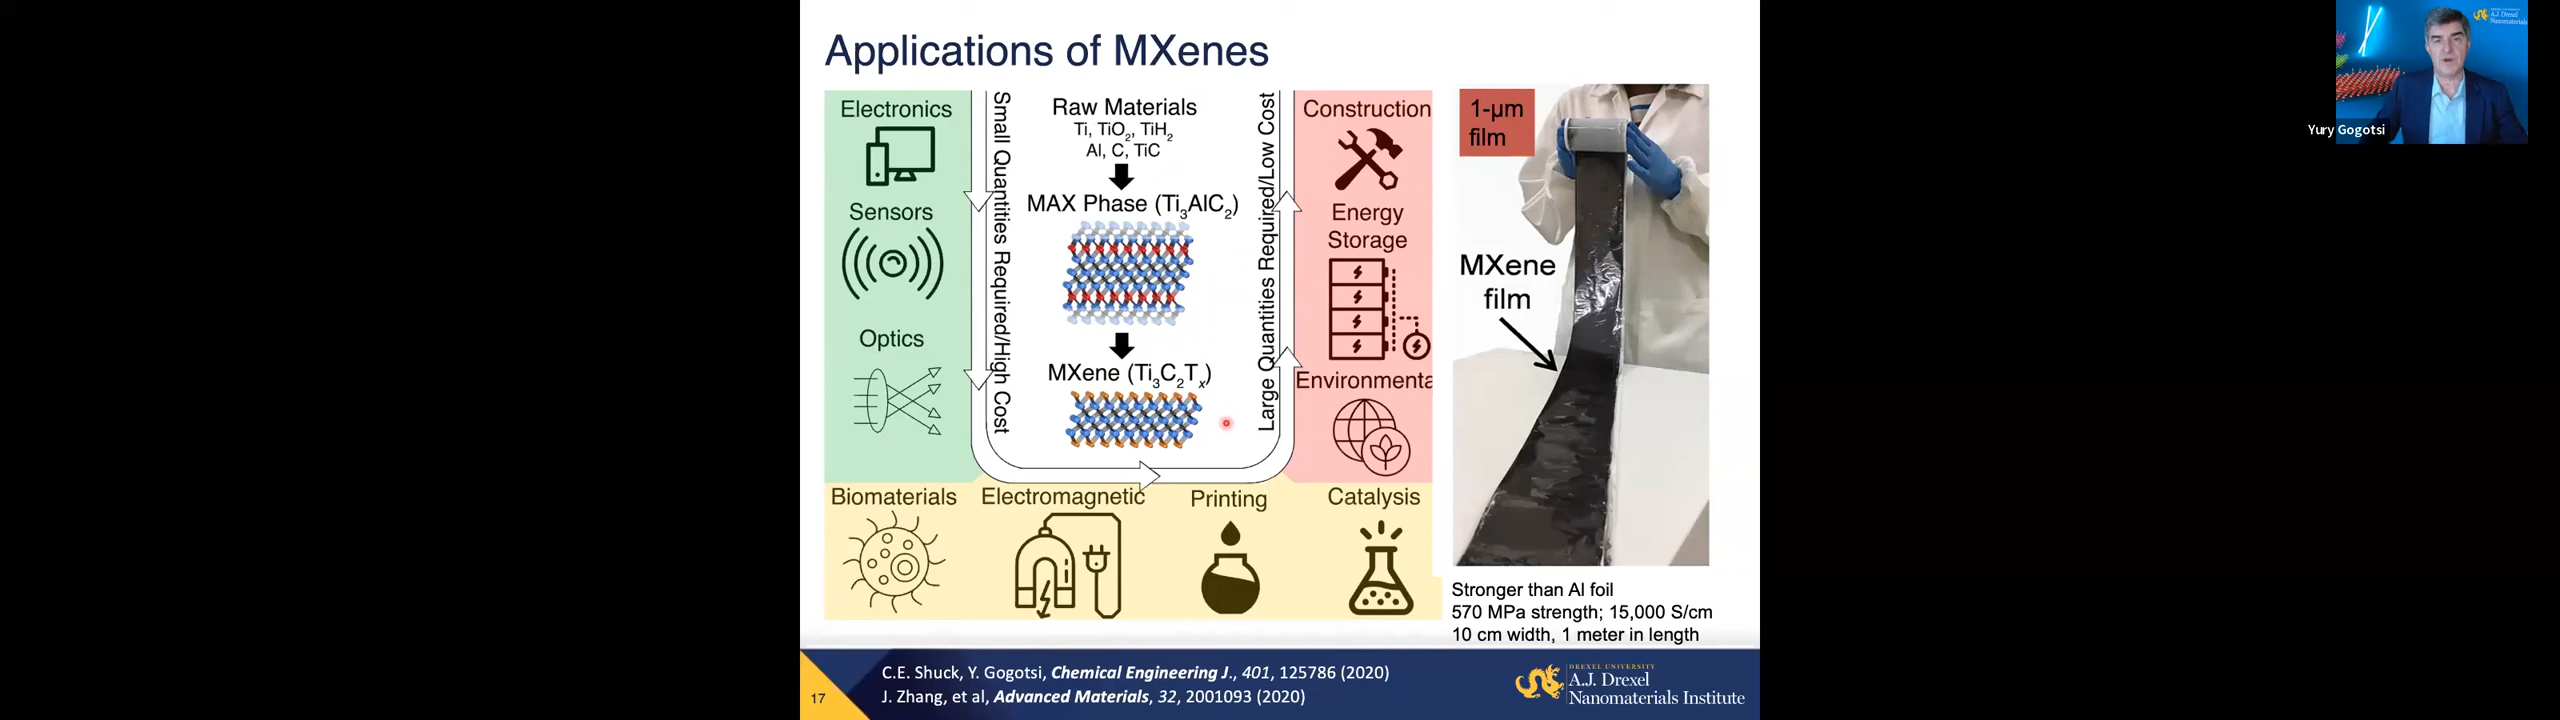 Applications of MXenes
Electronics
Sensors
Optics
Small Quantities Required/High Cost
Raw Materials
Ti, TiO2, TiH2
Al, C, TiC
MAX Phase (Ti3AlC2)
MXene (Ti3C2Tx)
Large Quantities Required/Low Cost
Construction
Energy
Storage
Environmenta
Biomaterials
Electromagnetic
Printing
Catalysis
1-μm
film
MXene
film
Stronger than Al foil
570 MPa strength; 15,000 S/cm
10 cm width, 1 meter in length
17
C.E. Shuck, Y. Gogotsi, Chemical Engineering J., 401, 125786 (2020)
J. Zhang, et al, Advanced Materials, 32, 2001093 (2020)
DREXEL UNIVERSITY
A.J. Drexel
Nanomaterials Institute
A.J. Drexel
Nanomaterials
Yury Gogotsi